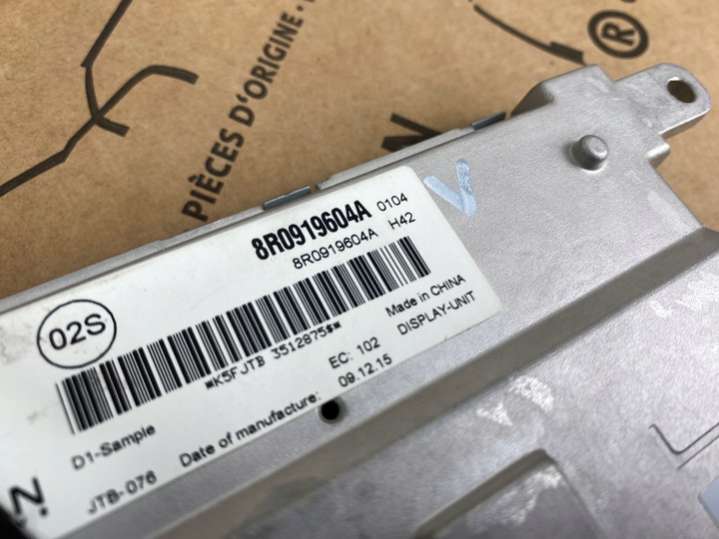 PIÈCES D'ORIGINE •
®
N
V
8R0919604A 0104
8R0919604A H42
02S
*K5FJTB 3512875$*
Made in CHINA
EC: 102 DISPLAY-UNIT
D1-Sample
Date of manufacture: 09.12.15
JTB-076